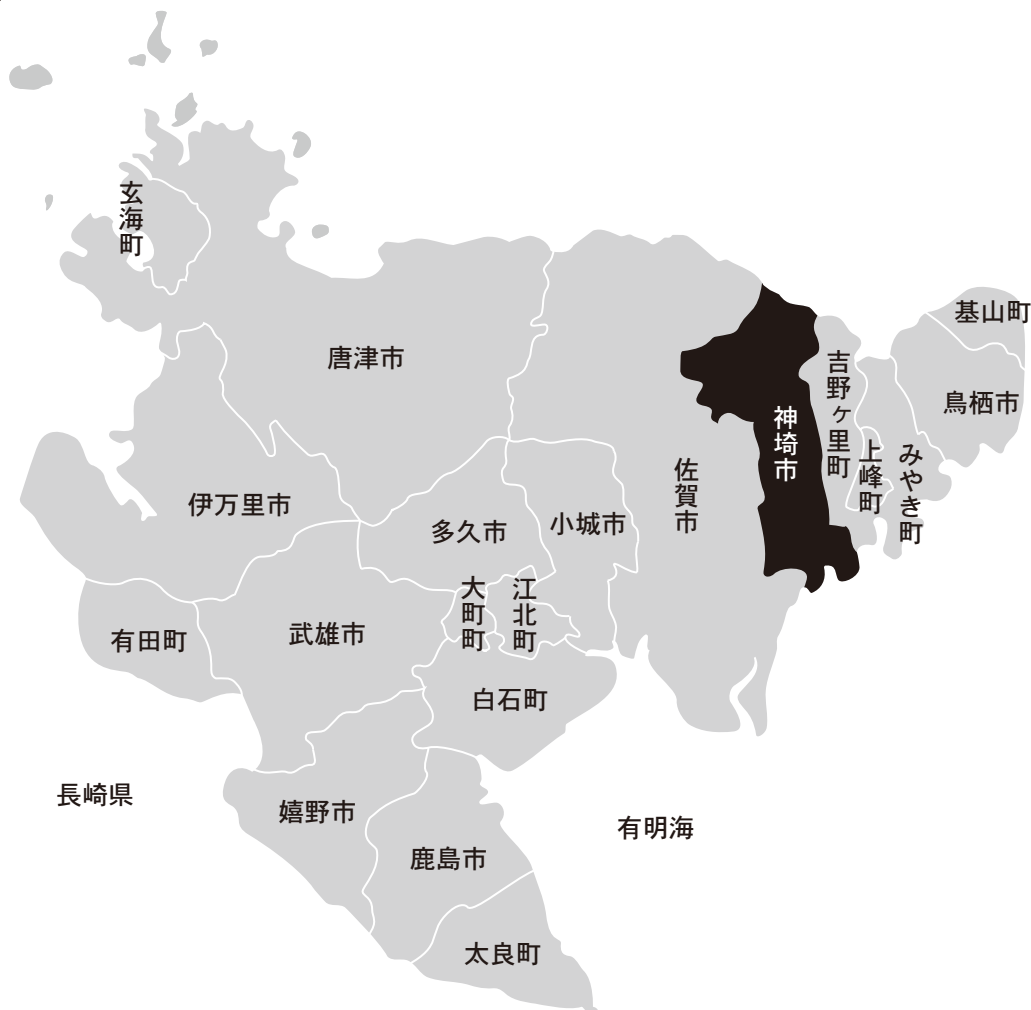 玄海町
唐津市
基山町
鳥栖市
吉野ヶ里町
神埼市
上峰町
みやき町
佐賀市
伊万里市
多久市
小城市
大町町
江北町
有田町
武雄市
白石町
長崎県
嬉野市
有明海
鹿島市
太良町